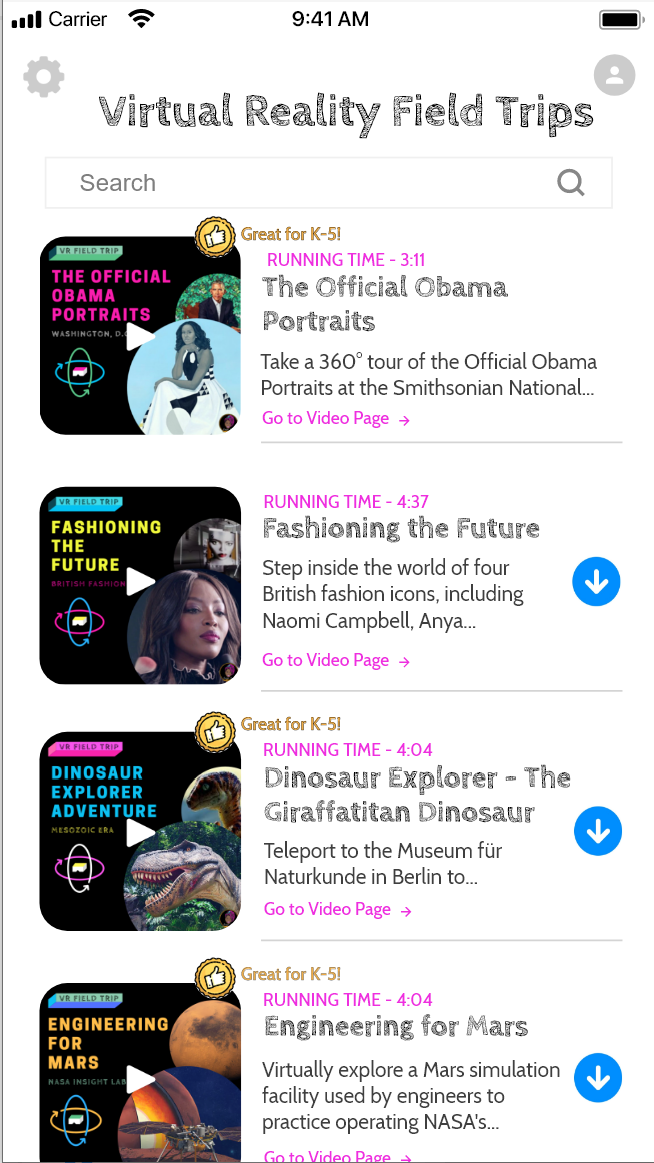 Carrier
9:41 AM
Virtual Reality Field Trips
Search
Great for K-5!
VR FIELD TRIP
THE OFFICIAL
OBAMA
PORTRAITS
WASHINGTON, D.C
RUNNING TIME - 3:11
The Official Obama
Portraits
Take a 360° tour of the Official Obama
Portraits at the Smithsonian National...
Go to Video Page →
VR FIELD TRIP
FASHIONING
THE
FUTURE
BRITISH FASHION
RUNNING TIME - 4:37
Fashioning the Future
Step inside the world of four
British fashion icons, including
Naomi Campbell, Anya...
Go to Video Page →
Great for K-5!
VR FIELD TRIP
DINOSAUR
EXPLORER
ADVENTURE
MESOZOIC ERA
RUNNING TIME - 4:04
Dinosaur Explorer - The
Giraffatitan Dinosaur
Teleport to the Museum für
Naturkunde in Berlin to...
Go to Video Page →
Great for K-5!
VR FIELD TRIP
ENGINEERING
FOR
MARS
NASA INSIGHT LAB
RUNNING TIME - 4:04
Engineering for Mars
Virtually explore a Mars simulation
facility used by engineers to
practice operating NASA's...
Go to Video Page →